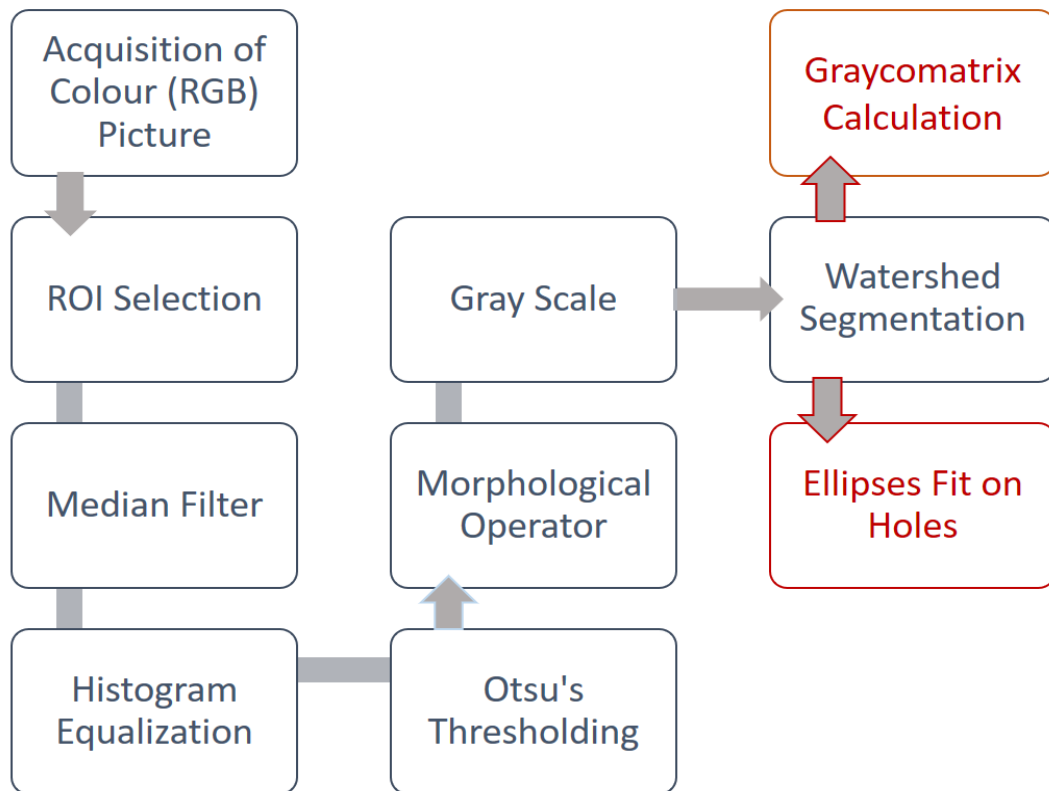 Acquisition of
Colour (RGB)
Picture
ROI Selection
Median Filter
Histogram
Equalization
Otsu's
Thresholding
Morphological
Operator
Gray Scale
Watershed
Segmentation
Graycomatrix
Calculation
Ellipses Fit on
Holes